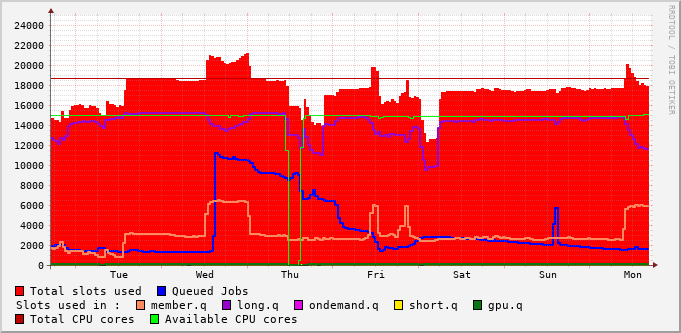 RRDTOOL / TOBI OETIKER
24000
22000
20000
18000
16000
14000
12000
10000
8000
6000
4000
2000
0
Tue Wed Thu Fri Sat Sun Mon
Total slots used Queued Jobs
Slots used in : member.q long.q ondemand.q short.q gpu.q
Total CPU cores Available CPU cores